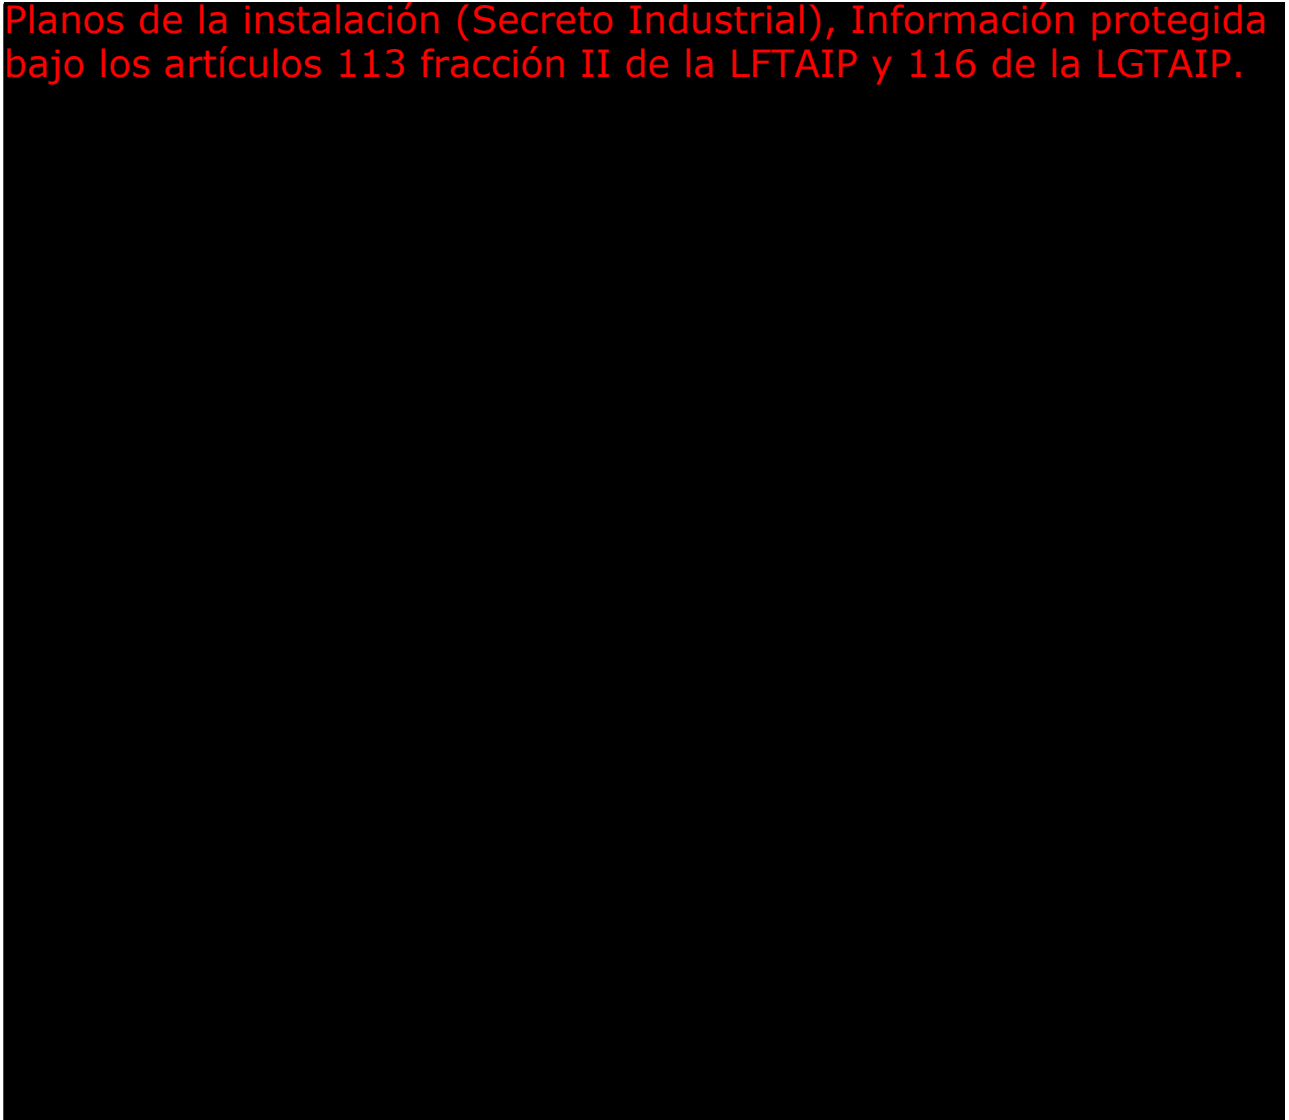 Planos de la instalación (Secreto Industrial), Información protegida
bajo los artículos 113 fracción II de la LFTAIP y 116 de la LGTAIP.